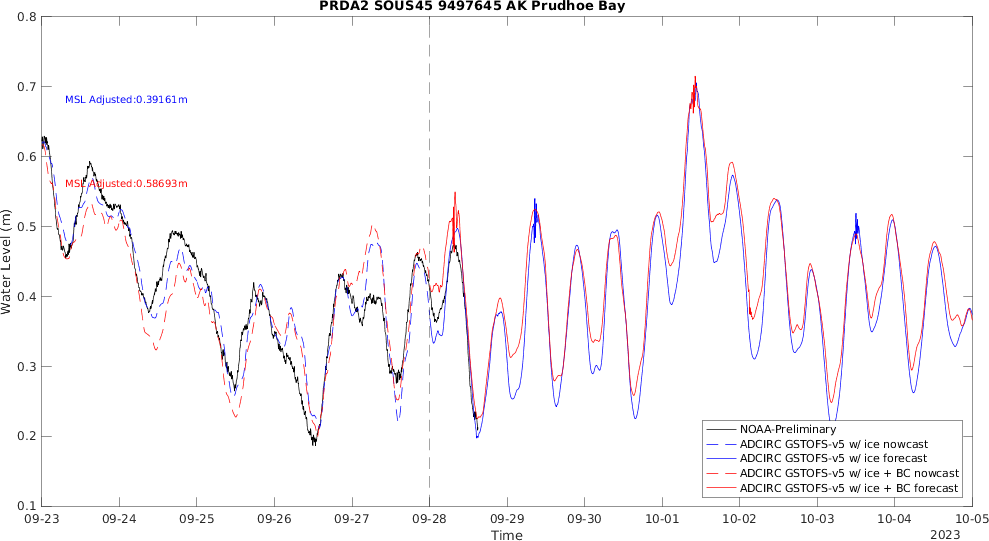 PRDA2 SOUS45 9497645 AK Prudhoe Bay
0.8
0.7
0.6
0.5
0.4
0.3
0.2
0.1
Water Level (m)
MSL Adjusted:0.39161m
MSL Adjusted:0.58693m
NOAA-Preliminary
ADCIRC GSTOFS-v5 w/ ice nowcast
ADCIRC GSTOFS-v5 w/ ice forecast
ADCIRC GSTOFS-v5 w/ ice + BC nowcast
ADCIRC GSTOFS-v5 w/ ice + BC forecast
09-23 09-24 09-25 09-26 09-27 09-28 09-29 09-30 10-01 10-02 10-03 10-04 10-05
Time
2023